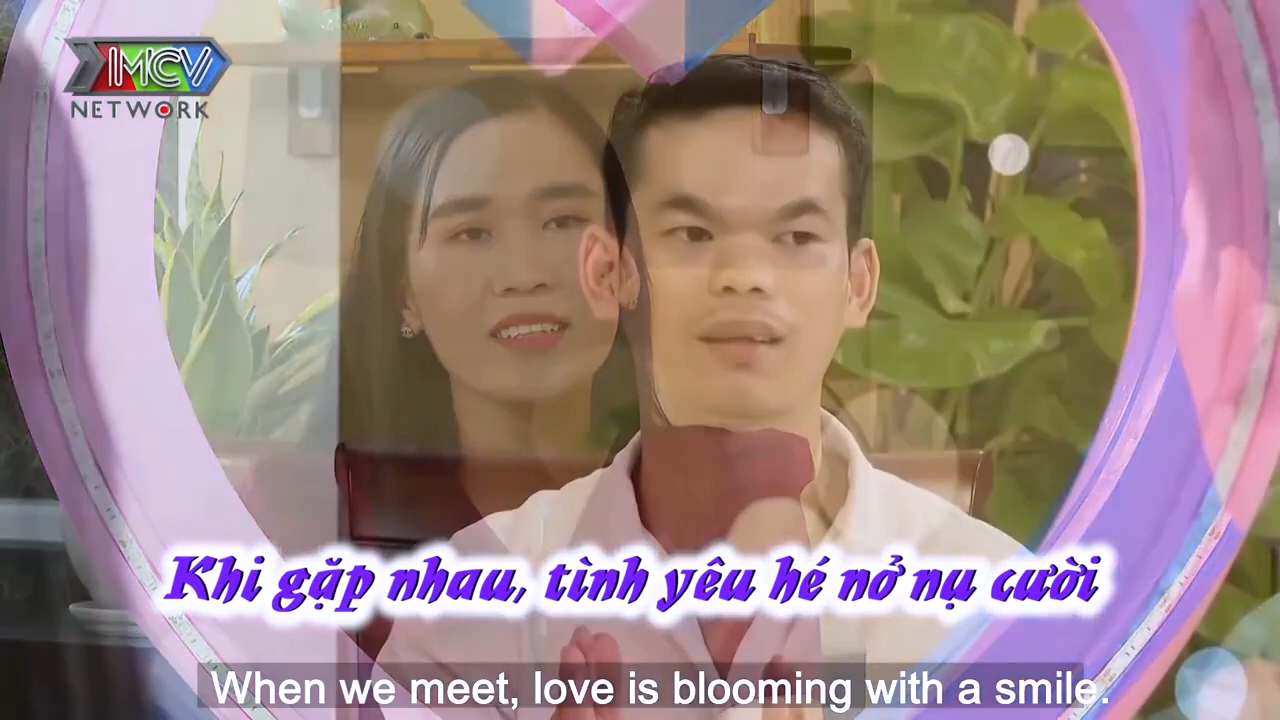 MCV
NETWORK
Khi gặp nhau, tình yêu hé nở nụ cười
When we meet, love is blooming with a smile.